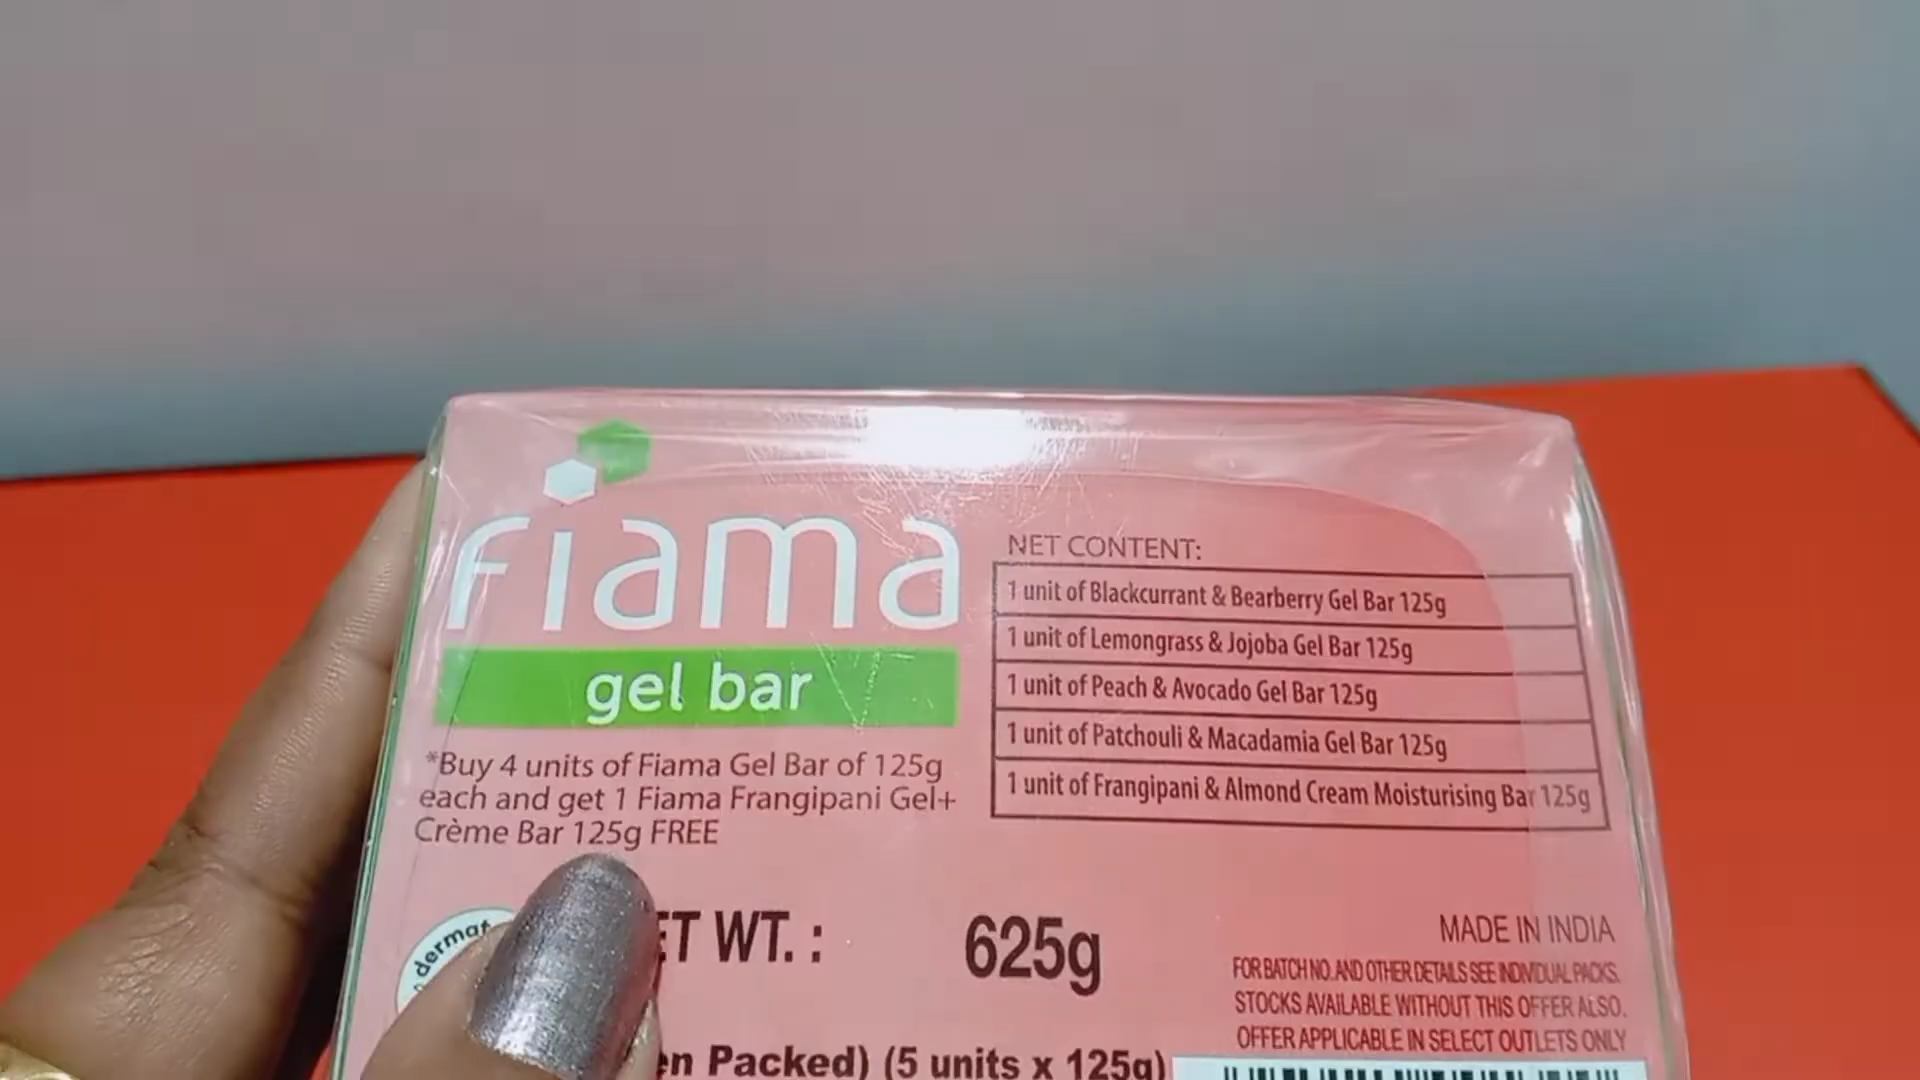 fiama
gel bar
*Buy 4 units of Fiama Gel Bar of 125g
each and get 1 Fiama Frangipani Gel+
Crème Bar 125g FREE
NET CONTENT:
1 unit of Blackcurrant & Bearberry Gel Bar 125g
1 unit of Lemongrass & Jojoba Gel Bar 125g
1 unit of Peach & Avocado Gel Bar 125g
1 unit of Patchouli & Macadamia Gel Bar 125g
1 unit of Frangipani & Almond Cream Moisturising Bar 125g
WT. : 625g
Packed) (5 units x 125g)
MADE IN INDIA
FOR BATCH NO. AND OTHER DETAILS SEE INDIVIDUAL PACKS.
STOCKS AVAILABLE WITHOUT THIS OFFER ALSO.
OFFER APPLICABLE IN SELECT OUTLETS ONLY